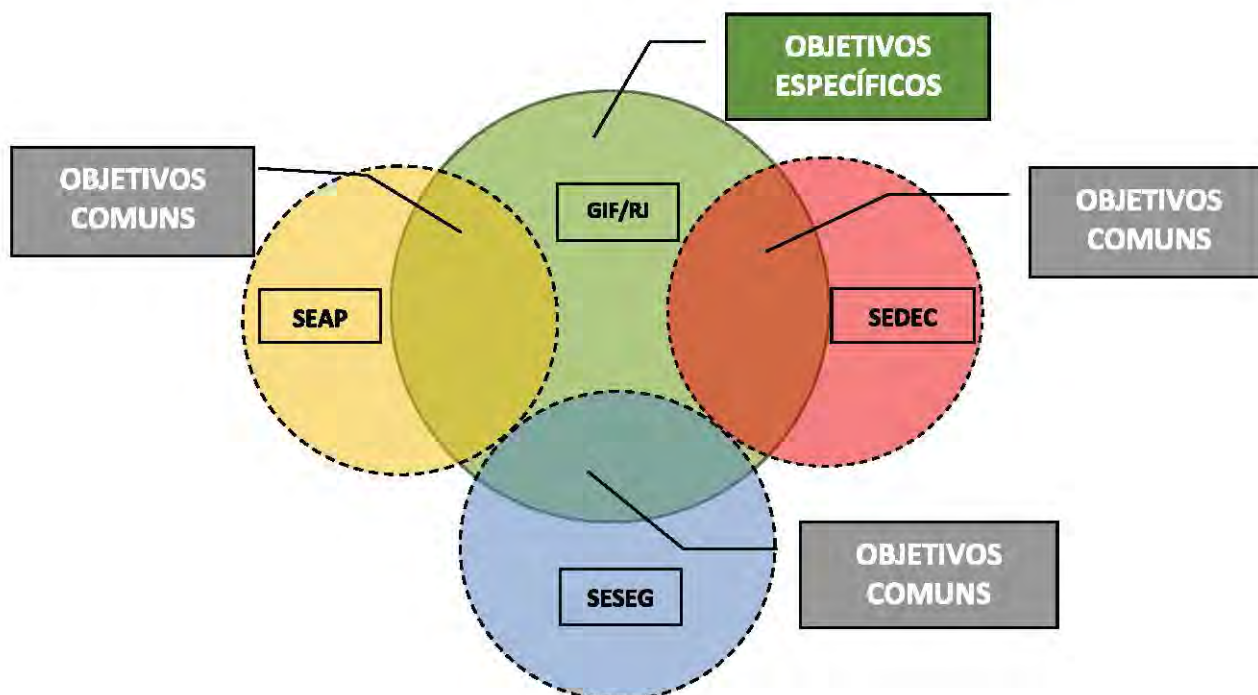 OBJETIVOS
ESPECÍFICOS
OBJETIVOS
COMUNS
GIF/RJ
OBJETIVOS
COMUNS
SEAP
SEDEC
OBJETIVOS
COMUNS
SESEG